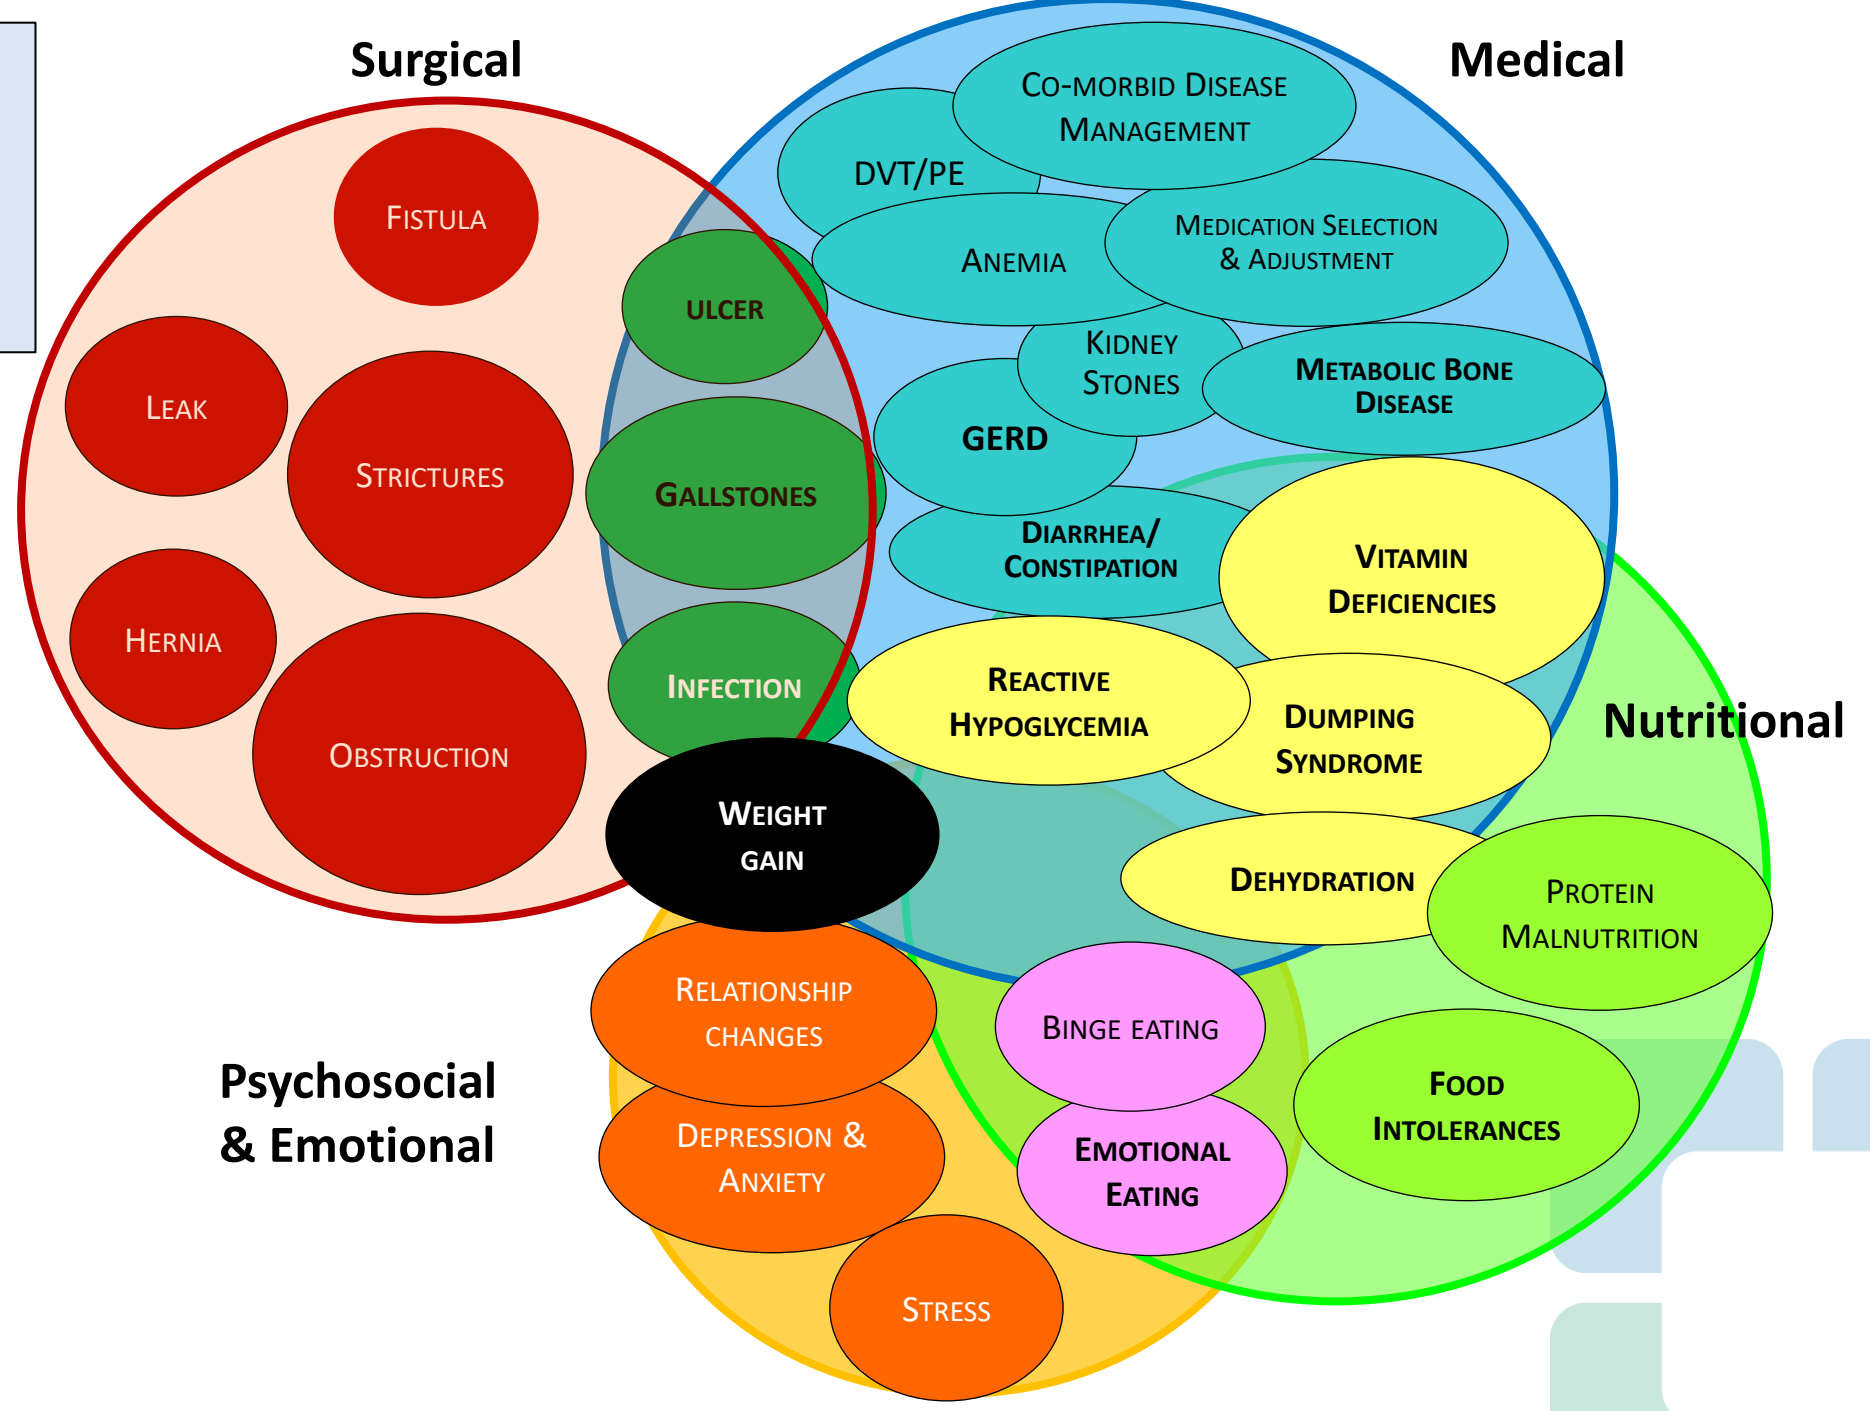 Surgical
Medical
Co-morbid Disease
Management
DVT/PE
Fistula
Medication Selection
& Adjustment
Anemia
ulcer
Kidney
Stones
Metabolic Bone
Disease
Leak
GERD
Strictures
Gallstones
Diarrhea/
Constipation
Vitamin
Deficiencies
Hernia
Infection
Reactive
Hypoglycemia
Dumping
Syndrome
Nutritional
Obstruction
Weight
gain
Dehydration
Protein
Malnutrition
Relationship
changes
Binge eating
Psychosocial
& Emotional
Food
Intolerances
Depression &
Anxiety
Emotional
Eating
Stress